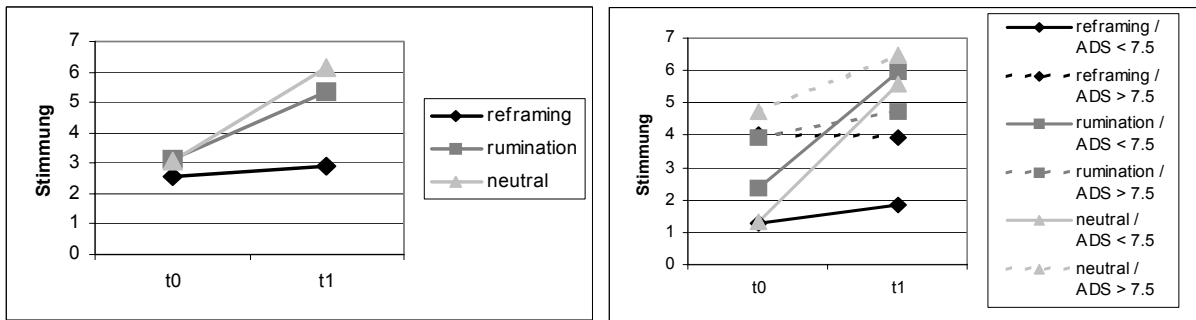 7
6
5
4
3
2
1
0
Stimmung
t0
t1
reframing
rumination
neutral
7
6
5
4
3
2
1
0
Stimmung
t0
t1
reframing /
ADS < 7.5
reframing /
ADS > 7.5
rumination /
ADS < 7.5
rumination /
ADS > 7.5
neutral /
ADS < 7.5
neutral /
ADS > 7.5